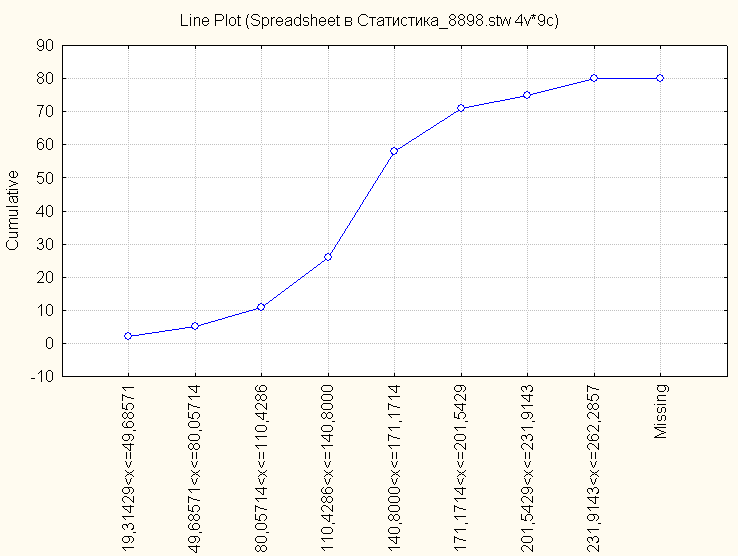 Line Plot (Spreadsheet в Статистика_8898.stw 4v*9c)
90
80
70
60
50
40
30
20
10
0
-10
Cumulative
19,31429<x<=49,68571
49,68571<x<=80,05714
80,05714<x<=110,4286
110,4286<x<=140,8000
140,8000<x<=171,1714
171,1714<x<=201,5429
201,5429<x<=231,9143
231,9143<x<=262,2857
Missing